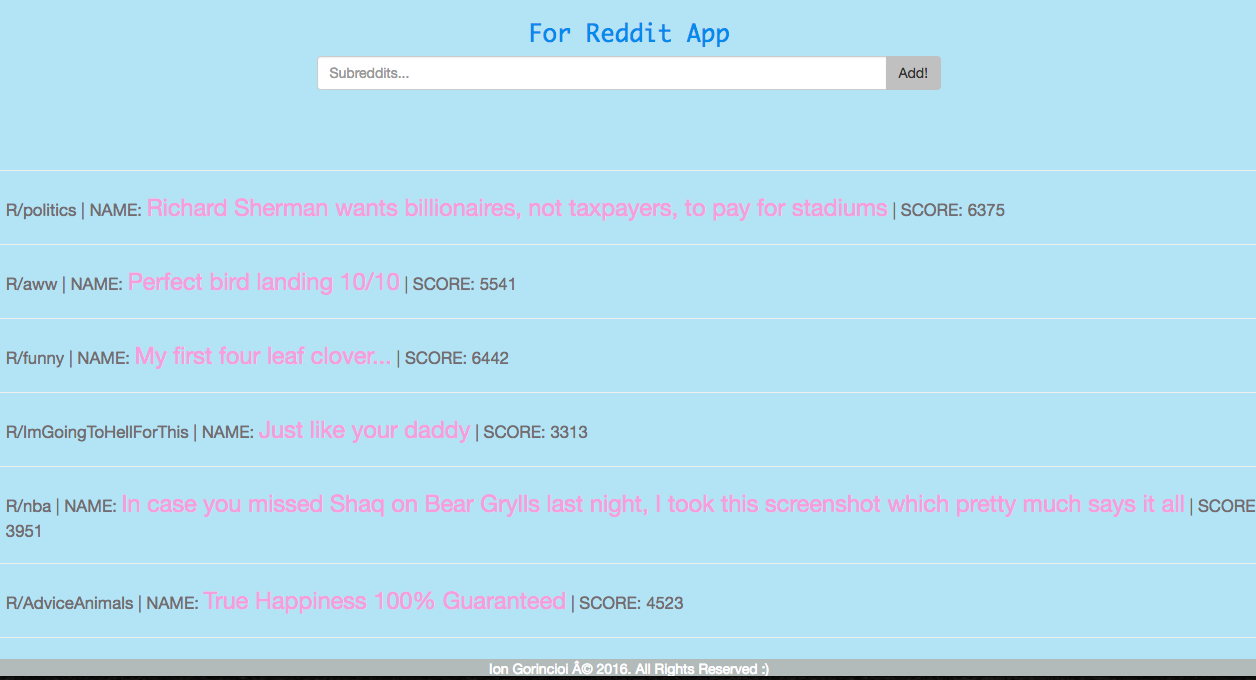 For Reddit App
Subreddits...
Add!
R/politics | NAME: Richard Sherman wants billionaires, not taxpayers, to pay for stadiums | SCORE: 6375
R/aww | NAME: Perfect bird landing 10/10 | SCORE: 5541
R/funny | NAME: My first four leaf clover... | SCORE: 6442
R/ImGoingToHellForThis | NAME: Just like your daddy | SCORE: 3313
R/nba | NAME: In case you missed Shaq on Bear Grylls last night, I took this screenshot which pretty much says it all | SCORE
3951
R/AdviceAnimals | NAME: True Happiness 100% Guaranteed | SCORE: 4523
Ion Gorincioi Â© 2016. All Rights Reserved :)